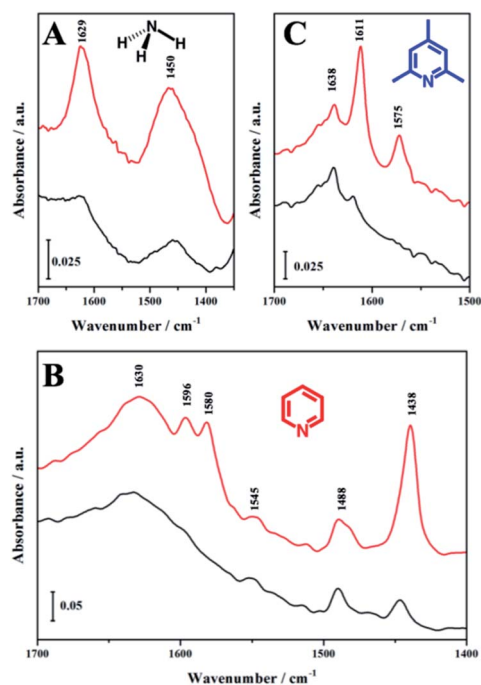 A
1629
1450
N
H
H
H
Absorbance / a.u.
0.025
1700
1600
1500
1400
Wavenumber / cm-1
C
1638
1611
1575
N
Absorbance / a.u.
0.025
1700
1600
1500
Wavenumber / cm-1
B
1630
1596
1580
1545
1488
1438
N
Absorbance / a.u.
0.05
1700
1600
1500
1400
Wavenumber / cm-1